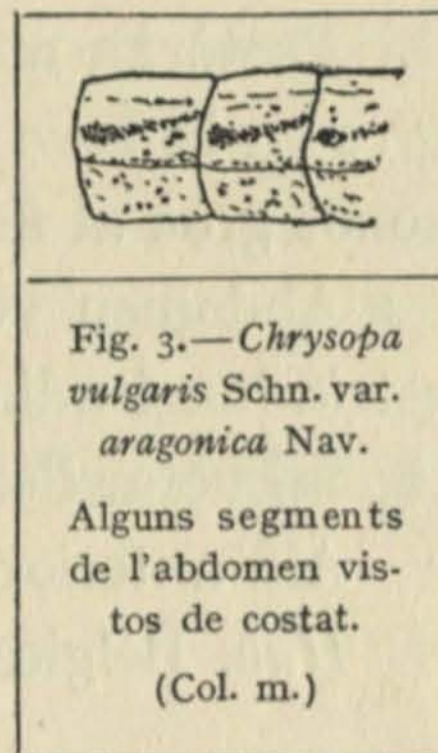 Fig. 3.—Chrysopa
vulgaris Schn. var.
aragonica Nav.
Alguns segments
de l'abdomen vis-
tos de costat.
(Col. m.)